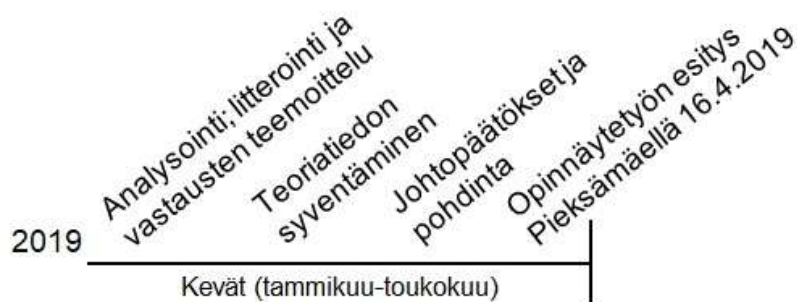 Analysointi; litterointi ja
vastausten teemoittelu
Teoriatiedon
syventäminen
Johtopäätökset ja
pohdinta
Opinnäytetyön esitys
Pieksämäellä 16.4.2019
2019
Kevät (tammikuu-toukokuu)